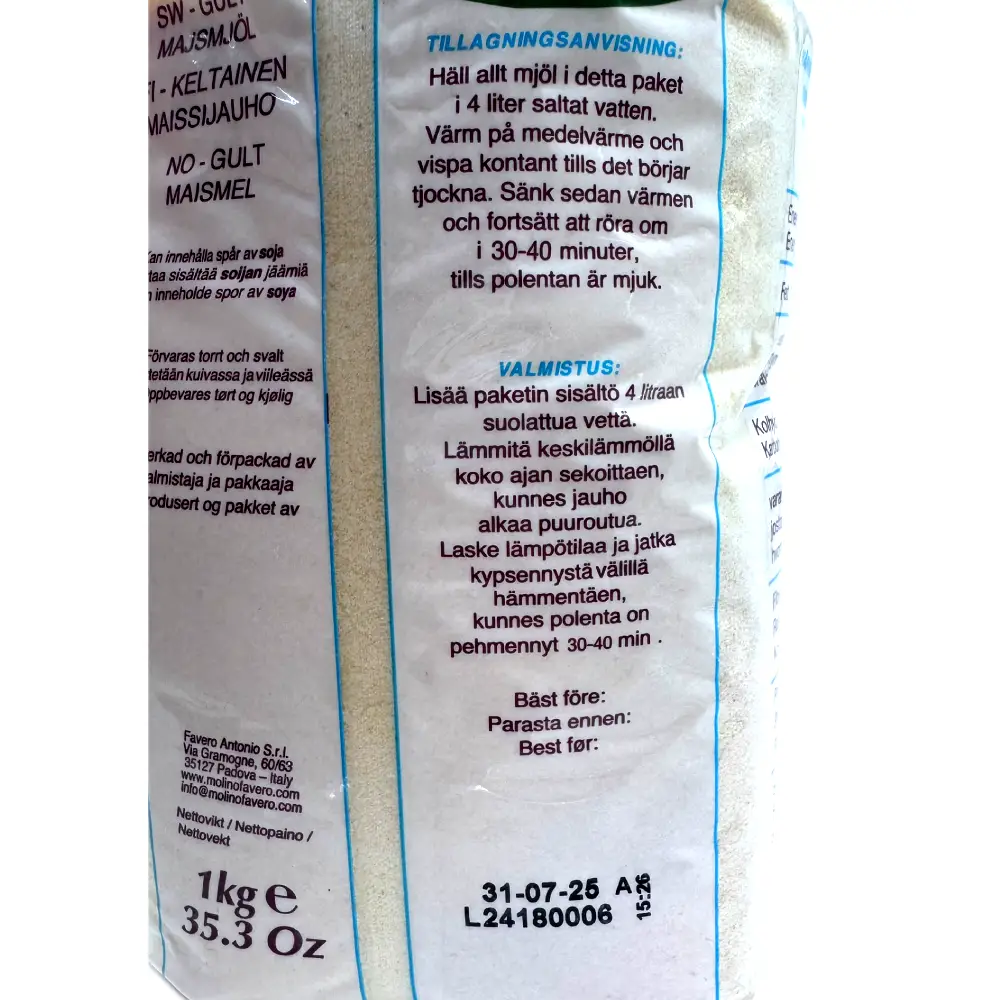 SW - GULT
MAJSMJÖL
FI - KELTAINEN
MAISSIJAUHO
NO - GULT
MAISMEL
Kan innehålla spår av soja
sisältää soijan jäämiä
inneholde spor av soya
Förvaras torrt och svalt
kuivassa ja viileässä
Oppbevares tørt og kjølig
och förpackad av
Valmistaja ja pakkaaja
Produsert og pakket av
Favero Antonio S.r.l.
Via Gramogne, 60/63
35127 Padova – Italy
www.molinofavero.com
info@molinofavero.com
Nettovikt / Nettopaino /
Nettovekt
1kg e
35.3 Oz
TILLAGNINGSANVISNING:
Häll allt mjöl i detta paket
i 4 liter saltat vatten.
Värm på medelvärme och
vispa kontant tills det börjar
tjockna. Sänk sedan värmen
och fortsätt att röra om
i 30-40 minuter,
tills polentan är mjuk.
VALMISTUS:
Lisää paketin sisältö 4 litraan
suolattua vettä.
Lämmitä keskilämmöllä
koko ajan sekoittaen,
kunnes jauho
alkaa puuroutua.
Laske lämpötilaa ja jatka
kypsennystä välillä
hämmentäen,
kunnes polenta on
pehmennyt 30-40 min .
Bäst före:
Parasta ennen:
Best før:
31-07-25 A
L24180006 15:26